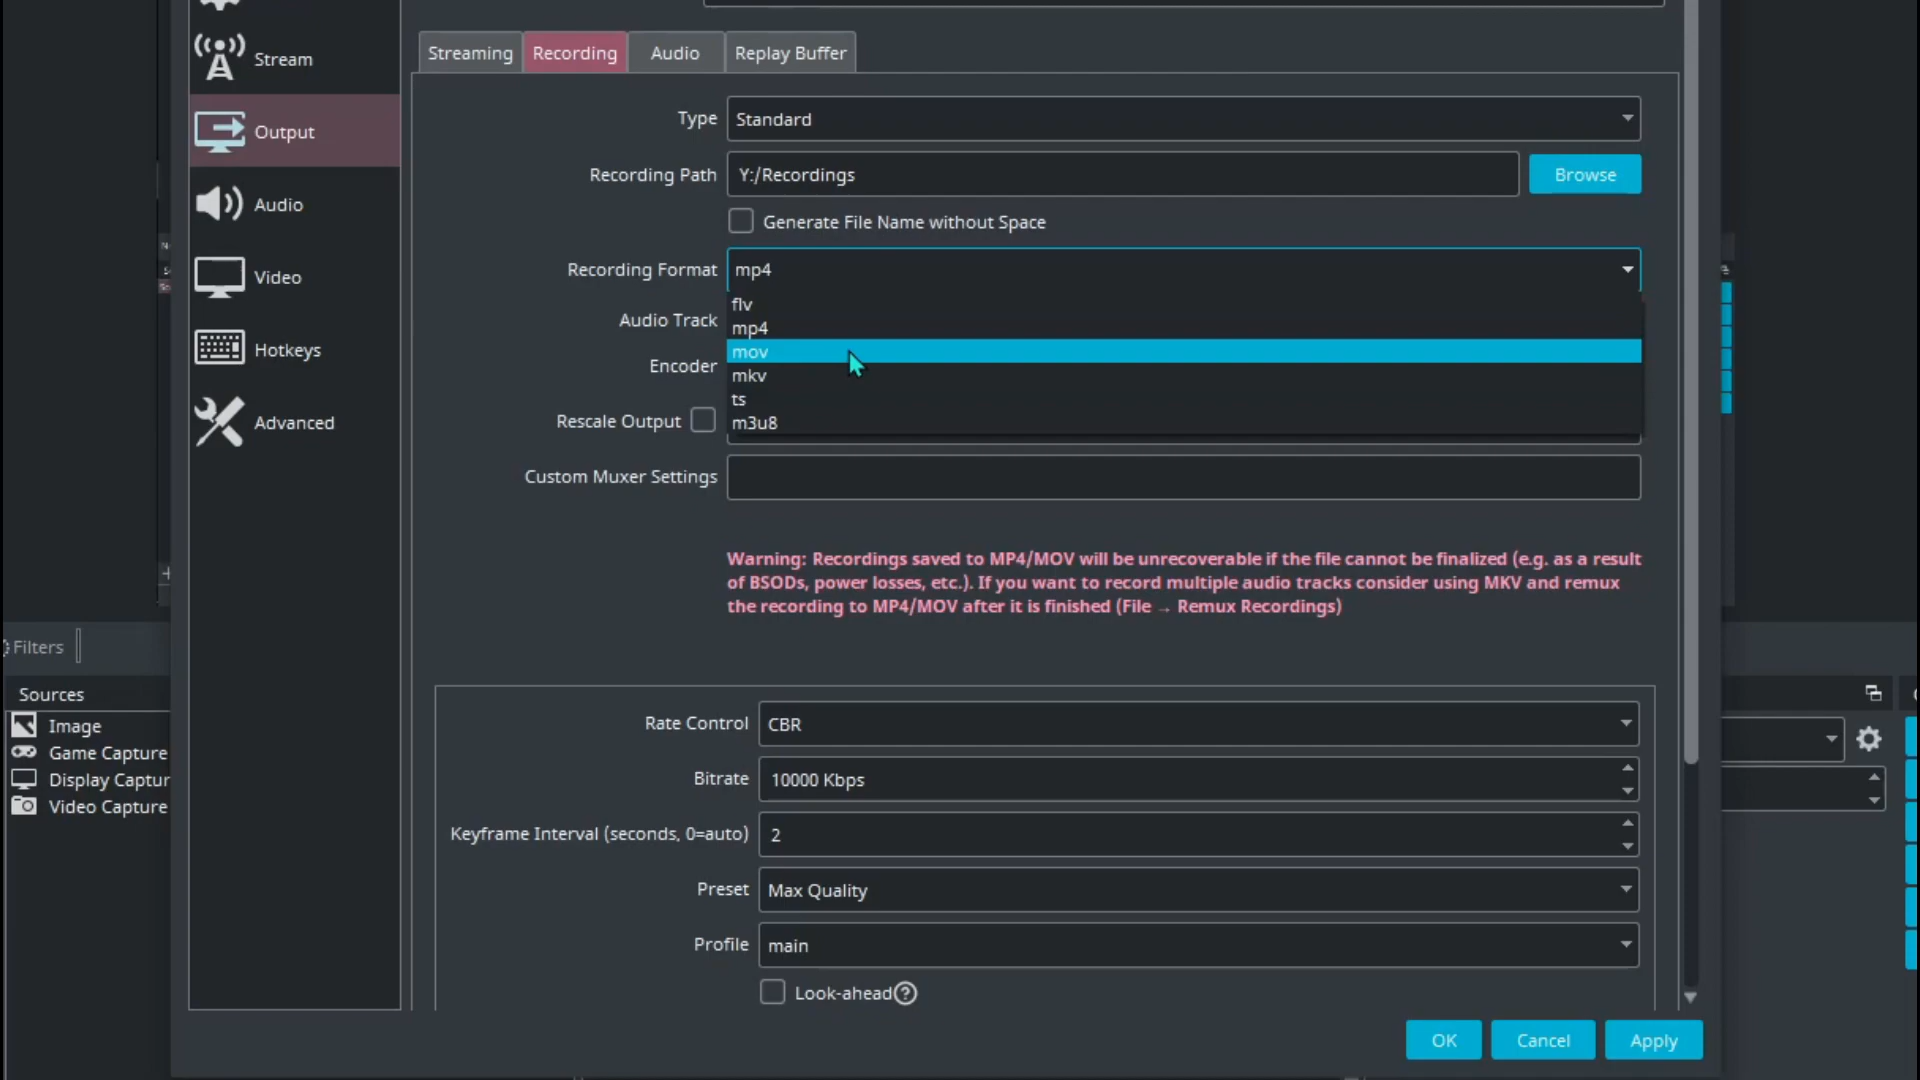 Stream
Output
Audio
Video
Hotkeys
Advanced
Streaming
Recording
Audio
Replay Buffer
Type
Standard
Recording Path
Y:/Recordings
Browse
Generate File Name without Space
Recording Format
mp4
flv
mp4
mov
mkv
ts
m3u8
Audio Track
Encoder
Rescale Output
Custom Muxer Settings
Warning: Recordings saved to MP4/MOV will be unrecoverable if the file cannot be finalized (e.g. as a result
of BSODs, power losses, etc.). If you want to record multiple audio tracks consider using MKV and remux
the recording to MP4/MOV after it is finished (File → Remux Recordings)
Filters
Sources
Image
Game Capture
Display Captur
Video Capture
Rate Control
CBR
Bitrate
10000 Kbps
Keyframe Interval (seconds, 0=auto)
2
Preset
Max Quality
Profile
main
Look-ahead
?
OK
Cancel
Apply